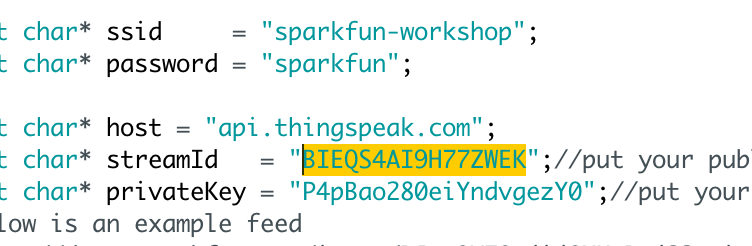 t char* ssid     = "sparkfun-workshop";
t char* password = "sparkfun";
t char* host = "api.thingspeak.com";
t char* streamId   = "BIEQS4AI9H77ZWEK";//put your publ
t char* privateKey = "P4pBao280eiYndvgezY0";//put your
low is an example feed